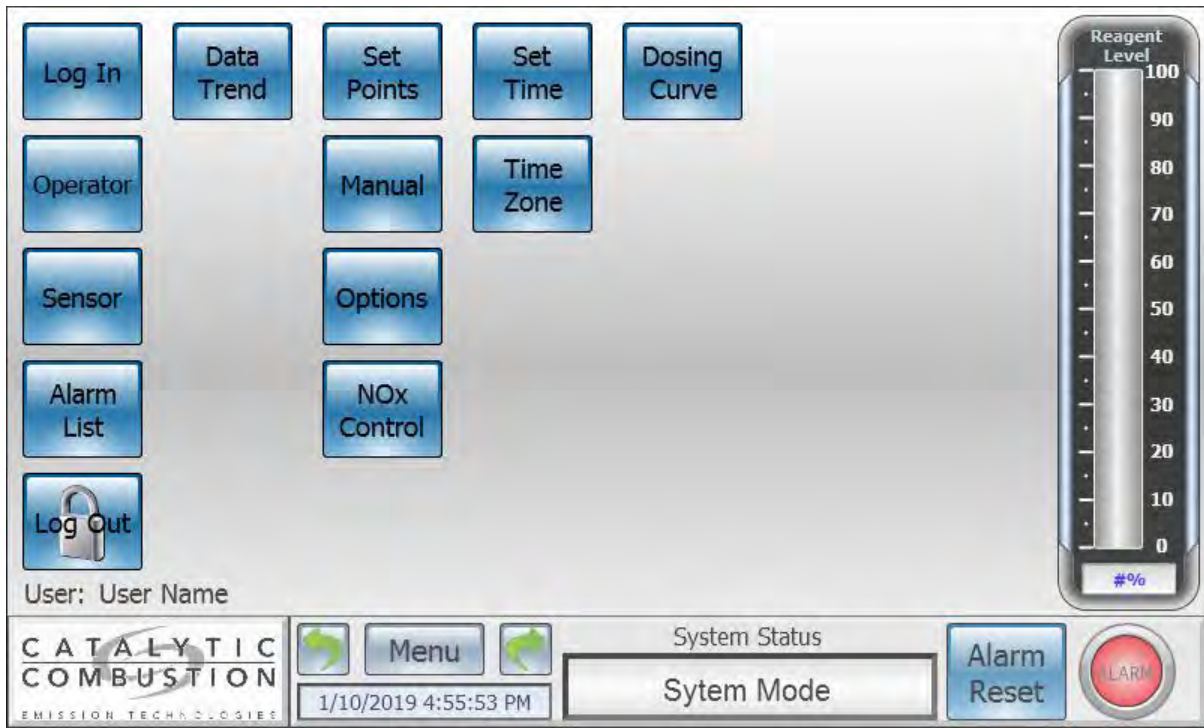 Log In
Data
Trend
Set
Points
Set
Time
Dosing
Curve
Operator
Manual
Time
Zone
Sensor
Options
Alarm
List
NOx
Control
Log Out
User: User Name
Reagent
Level
100
90
80
70
60
50
40
30
20
10
0
#%
CATALYTIC
COMBUSTION
EMISSION TECHNOLOGIES
Menu
1/10/2019 4:55:53 PM
System Status
Sytem Mode
Alarm
Reset
ALARM